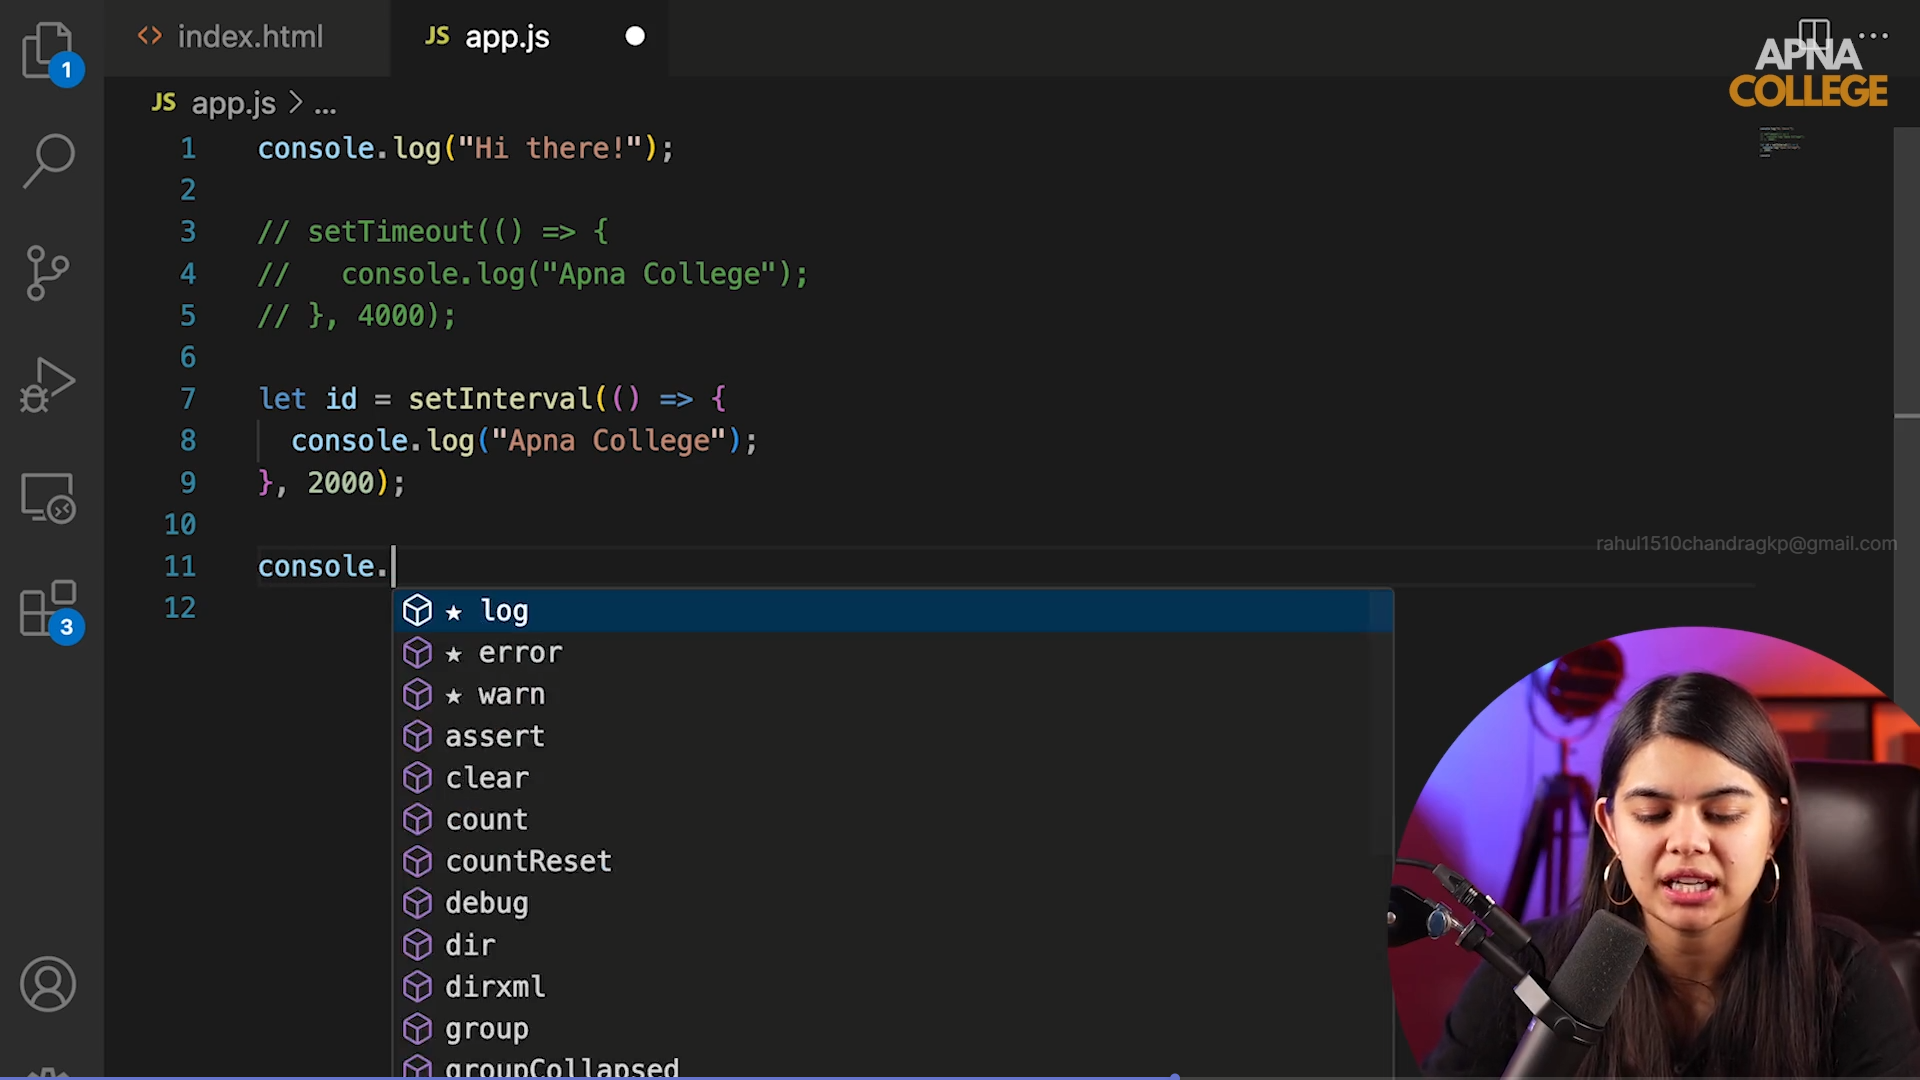 index.html
JS app.js
APNA
COLLEGE
1
JS app.js > ...
1 console.log("Hi there!");
2
3 // setTimeout(() => {
4 //   console.log("Apna College");
5 // }, 4000);
6
7 let id = setInterval(() => {
8   console.log("Apna College");
9 }, 2000);
10
rahul1510chandragkp@gmail.com
11 console.
12
3
★ log
★ error
★ warn
assert
clear
count
countReset
debug
dir
dirxml
group
groupCollapsed